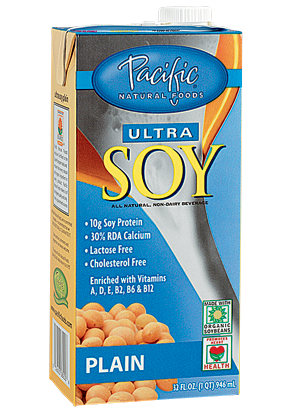 Pacific
NATURAL FOODS
ULTRA
SOY
ALL NATURAL, NON-DAIRY BEVERAGE
• 10g Soy Protein
• 30% RDA Calcium
• Lactose Free
• Cholesterol Free
Enriched with Vitamins
A, D, E, B2, B6 & B12
MADE WITH
ORGANIC
SOYBEANS
PROMOTES
HEART
HEALTH
PLAIN
32 FL. OZ. (1 QT) 946 mL